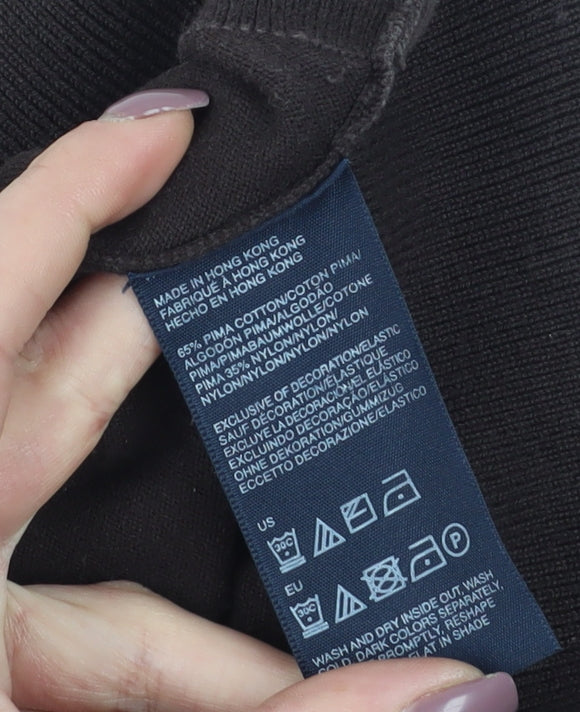 MADE IN HONG KONG
FABRIQUÉ À HONG KONG
HECHO EN HONG KONG
65% PIMA COTTON/COTON PIMA/
ALGODÓN PIMA/ALGODÃO
PIMA/PIMABAUMWOLLE/COTONE
PIMA 35% NYLON/NYLON/
NYLON/NYLON/NYLON/NYLON
EXCLUSIVE OF DECORATION/ELASTIC
SAUF DÉCORATION/ÉLASTIQUE
EXCLUYE LA DECORACIÓN/ELÁSTICO
EXCLUINDO DECORAÇÃO/ELÁSTICO
OHNE DEKORATION/GUMMIZUG
ECCETTO DECORAZIONE/ELASTICO
US
30C
EU
30C P
WASH AND DRY INSIDE OUT. WASH
COLD, DARK COLORS SEPARATELY,
PROMPTLY, RESHAPE
FLAT IN SHADE